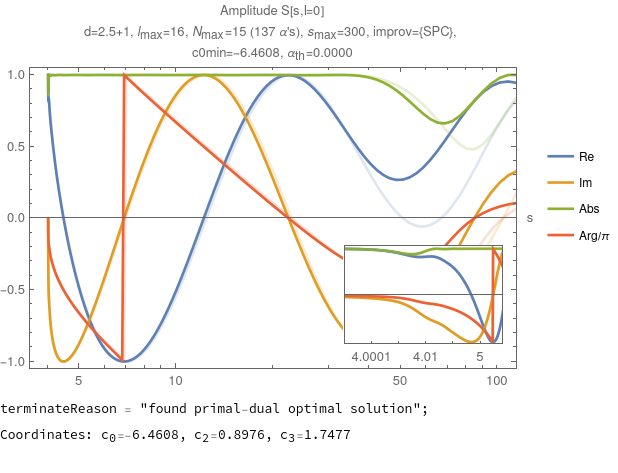 Amplitude S[s,l=0]
d=2.5+1, lmax=16, Nmax=15 (137 α's), smax=300, improv={SPC},
c0min=-6.4608, αth=0.0000
1.0
0.5
0.0
-0.5
-1.0
s
Re
Im
Abs
Arg/π
4.0001 4.01 5
5 10 50 100
terminateReason = "found primal-dual optimal solution";
Coordinates: c0=-6.4608, c2=0.8976, c3=1.7477